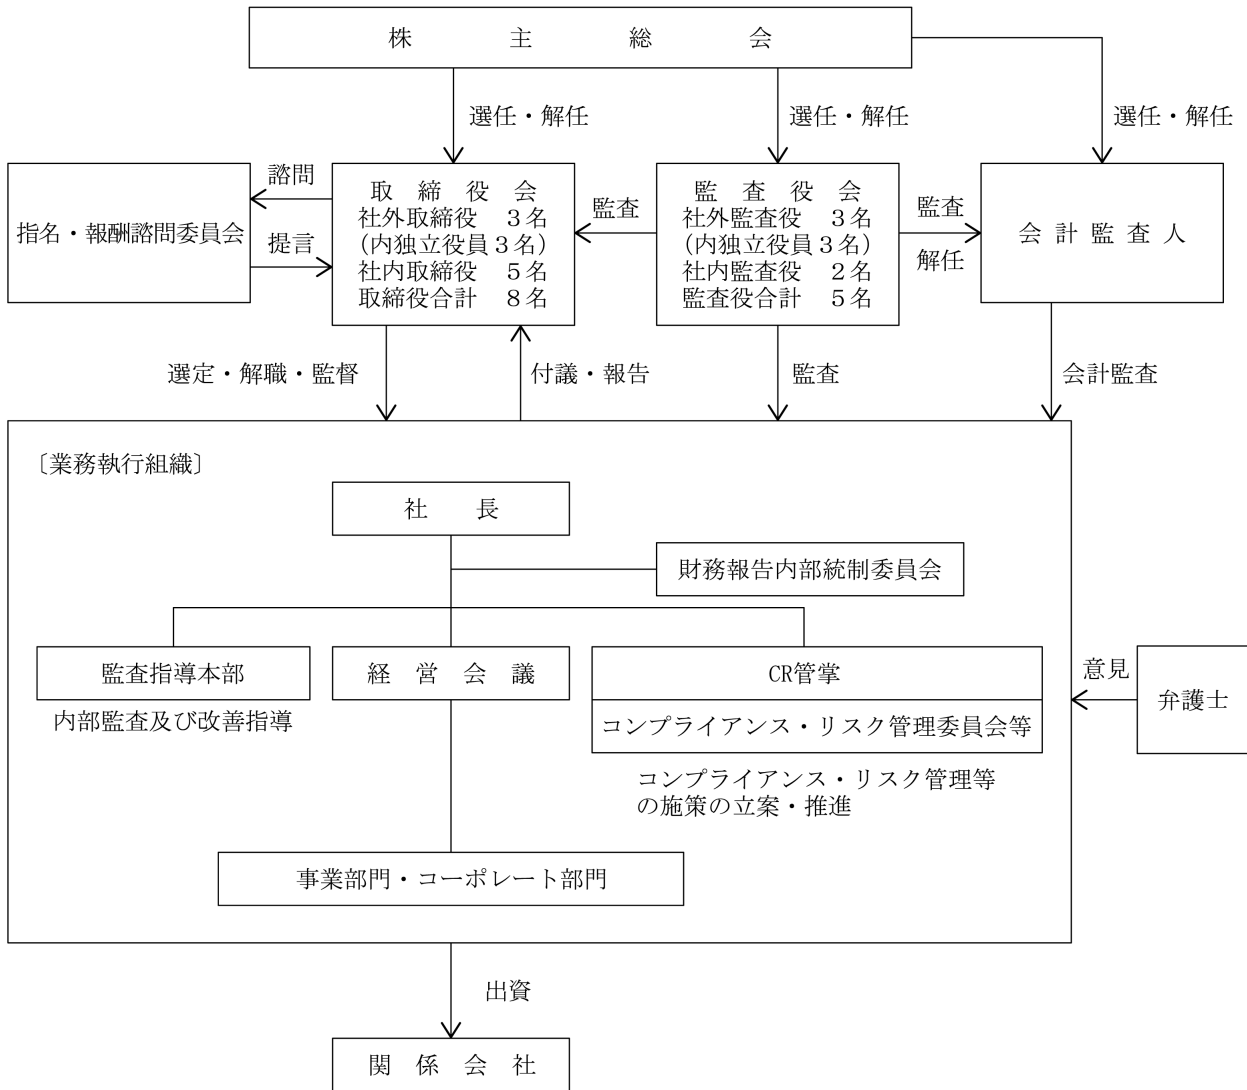 株主総会
選任・解任
選任・解任
選任・解任
指名・報酬諮問委員会
諮問
提言
取締役会
社外取締役 3名
(内独立役員3名)
社内取締役 5名
取締役合計 8名
監査
監査役会
社外監査役 3名
(内独立役員3名)
社内監査役 2名
監査役合計 5名
監査
解任
会計監査人
選定・解職・監督
付議・報告
監査
会計監査
〔業務執行組織〕
社長
財務報告内部統制委員会
監査指導本部
内部監査及び改善指導
経営会議
CR管掌
コンプライアンス・リスク管理委員会等
コンプライアンス・リスク管理等
の施策の立案・推進
意見
弁護士
事業部門・コーポレート部門
出資
関係会社